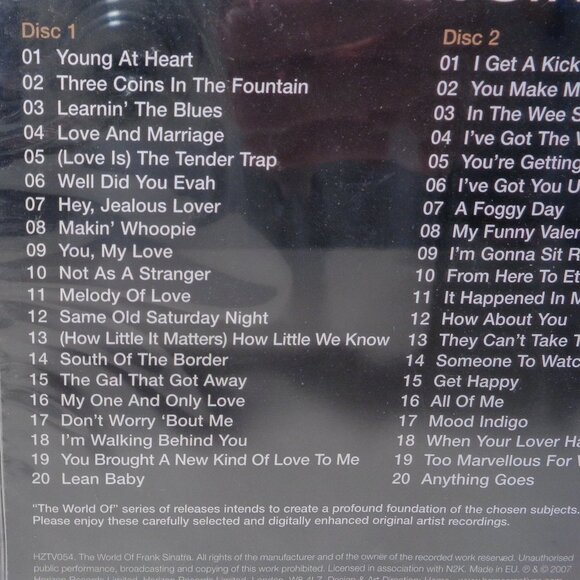 Disc 1
01 Young At Heart
02 Three Coins In The Fountain
03 Learnin' The Blues
04 Love And Marriage
05 (Love Is) The Tender Trap
06 Well Did You Evah
07 Hey, Jealous Lover
08 Makin' Whoopie
09 You, My Love
10 Not As A Stranger
11 Melody Of Love
12 Same Old Saturday Night
13 (How Little It Matters) How Little We Know
14 South Of The Border
15 The Gal That Got Away
16 My One And Only Love
17 Don't Worry 'Bout Me
18 I'm Walking Behind You
19 You Brought A New Kind Of Love To Me
20 Lean Baby
Disc 2
01 I Get A Kick
02 You Make M
03 In The Wee S
04 I've Got The
05 You're Getting
06 I've Got You U
07 A Foggy Day
08 My Funny Valen
09 I'm Gonna Sit R
10 From Here To Et
11 It Happened In M
12 How About You
13 They Can't Take T
14 Someone To Watc
15 Get Happy
16 All Of Me
17 Mood Indigo
18 When Your Lover Ha
19 Too Marvellous For
20 Anything Goes
"The World Of" series of releases intends to create a profound foundation of the chosen subjects.
Please enjoy these carefully selected and digitally enhanced original artist recordings.
HZTV054. The World Of Frank Sinatra. All rights of the manufacturer and of the owner of the recorded work reserved. Unauthorised
public performance, broadcasting and copying of this work prohibited. Licensed in association with N2K. Made in EU. ℗ & © 2007